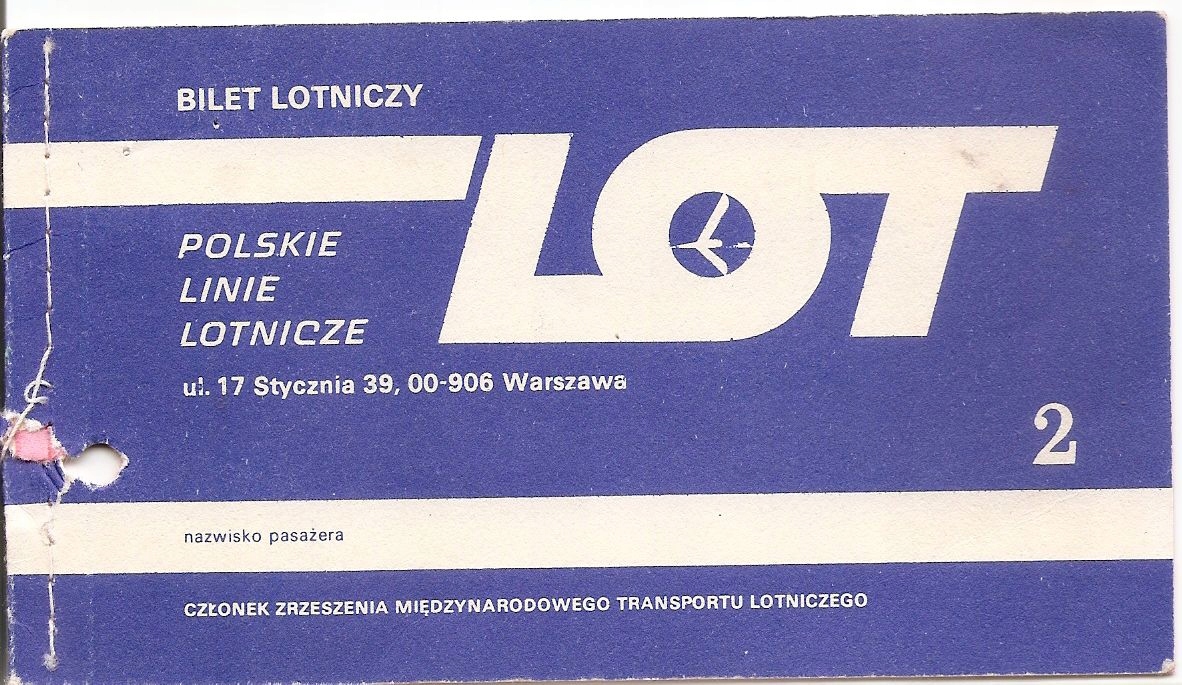 BILET LOTNICZY
LOT
POLSKIE
LINIE
LOTNICZE
ul. 17 Stycznia 39, 00-906 Warszawa
2
nazwisko pasażera
CZŁONEK ZRZESZENIA MIĘDZYNARODOWEGO TRANSPORTU LOTNICZEGO